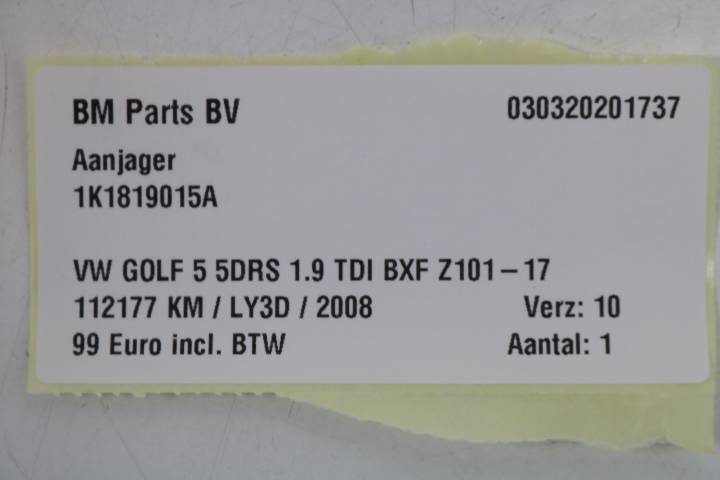 BM Parts BV 030320201737
Aanjager
1K1819015A
VW GOLF 5 5DRS 1.9 TDI BXF Z101-17
112177 KM / LY3D / 2008 Verz: 10
99 Euro incl. BTW Aantal: 1